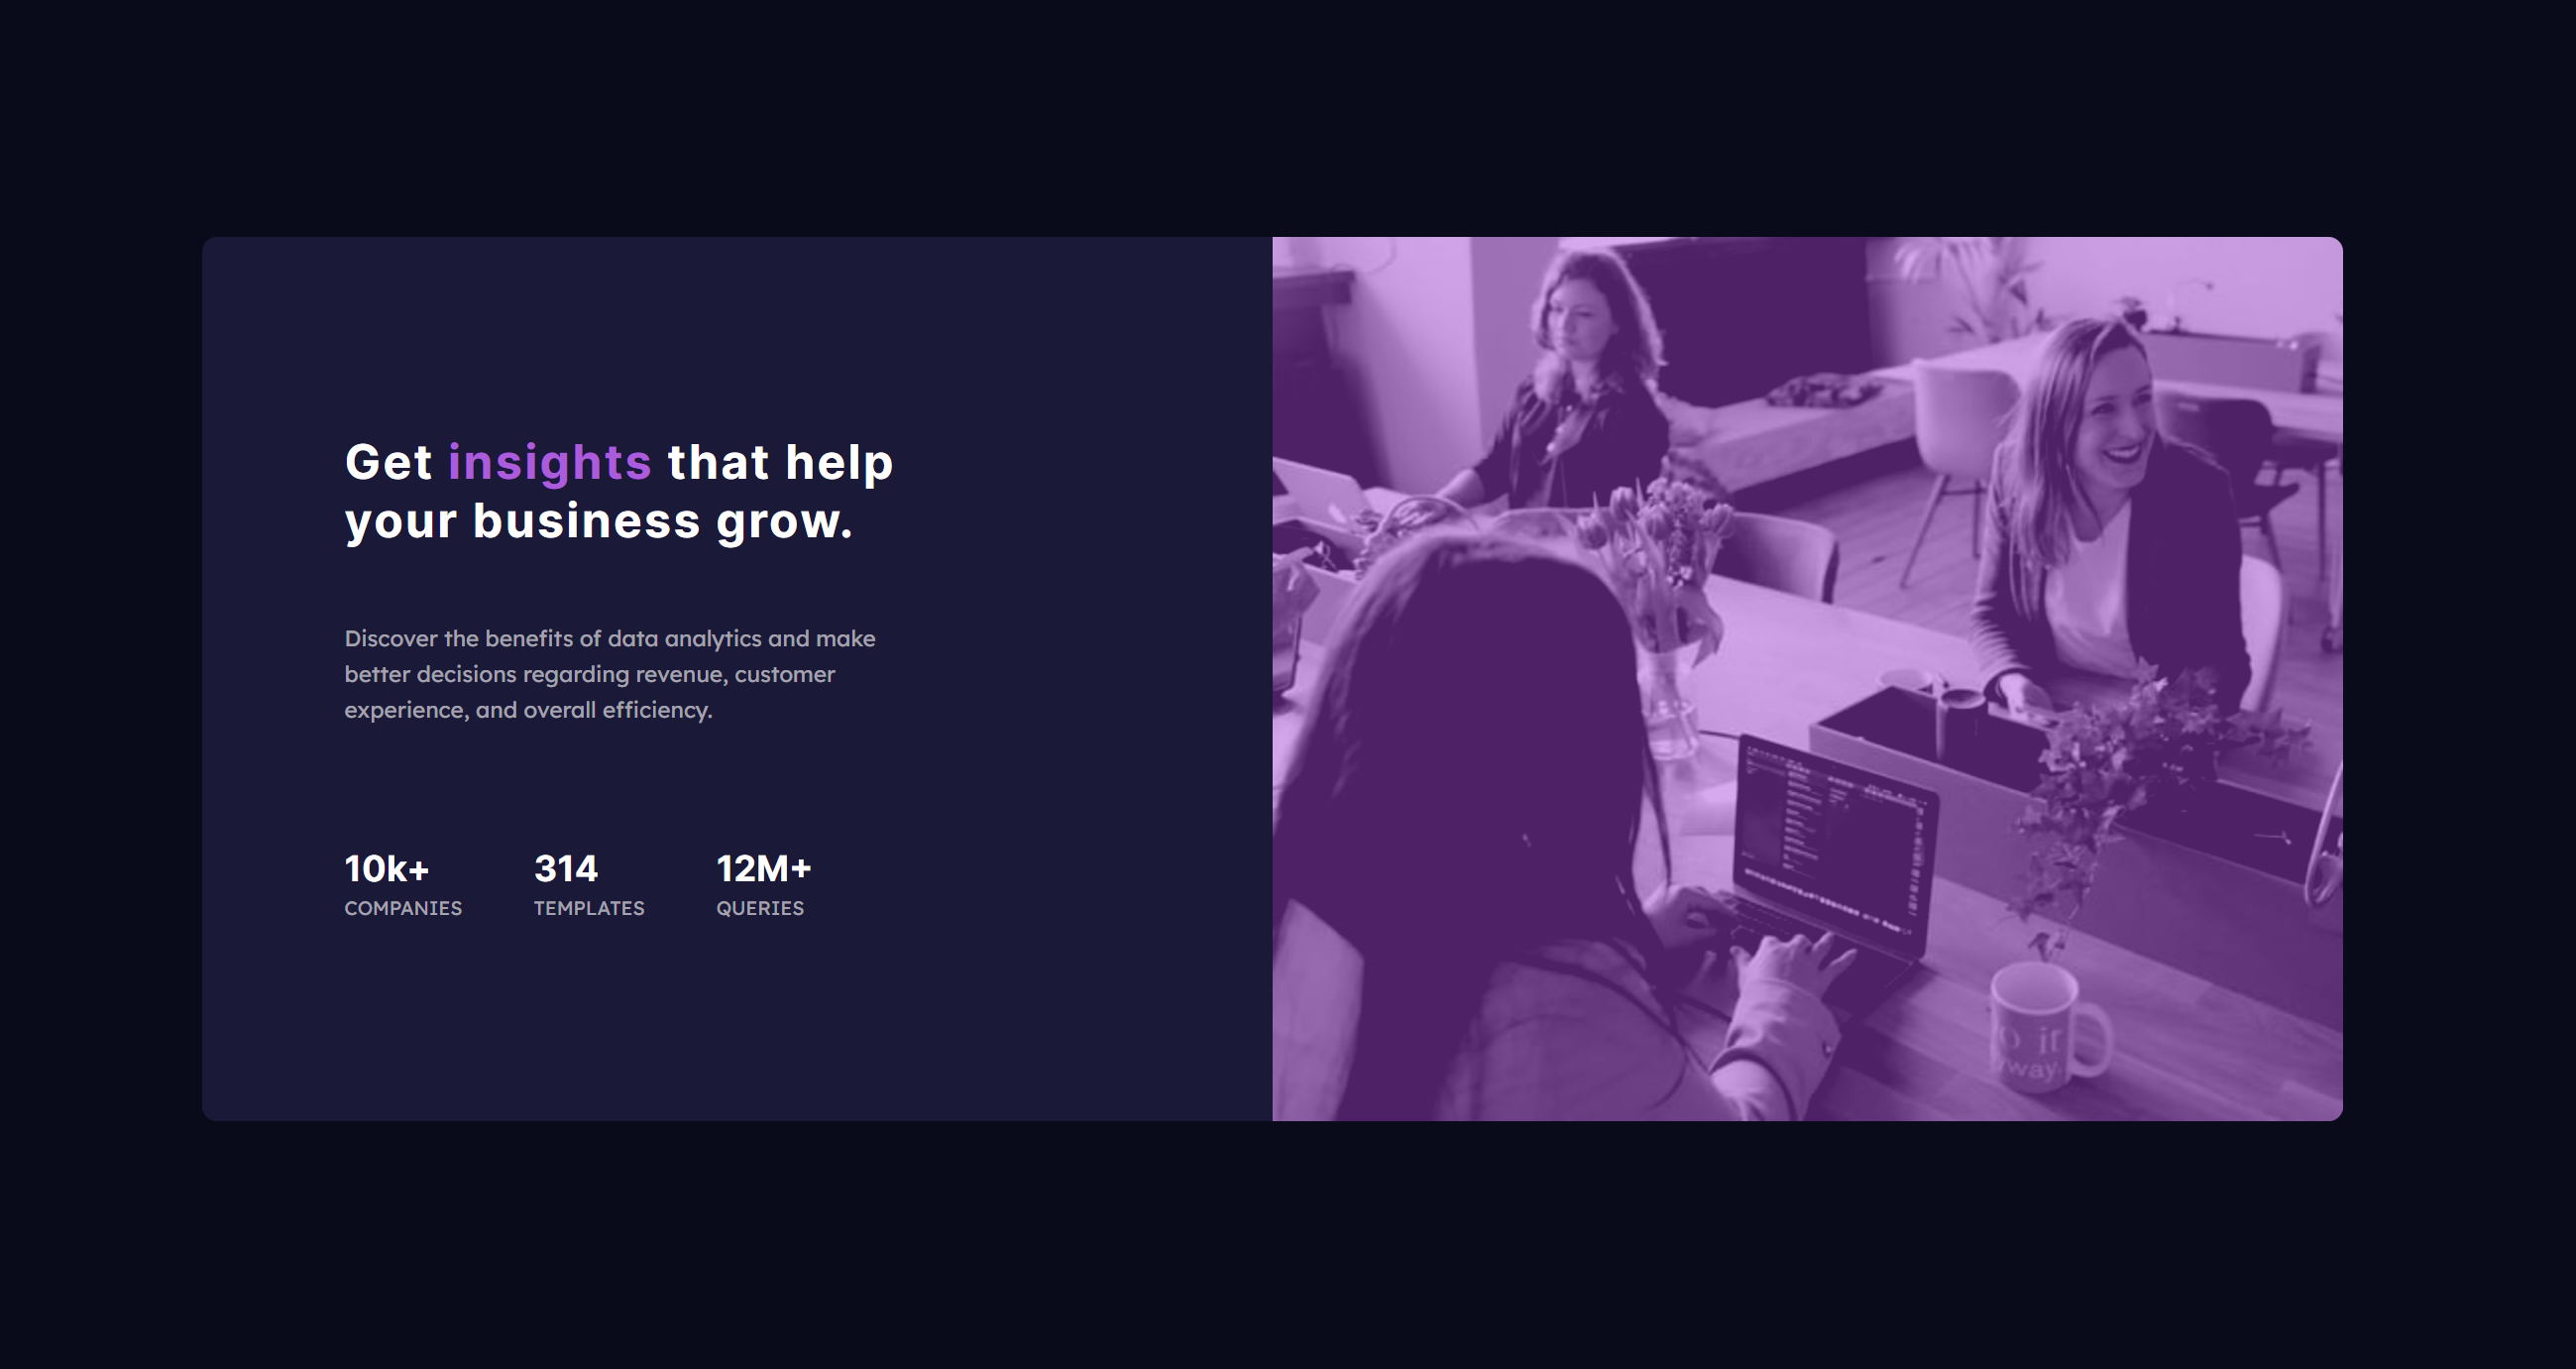 Get insights that help
your business grow.
Discover the benefits of data analytics and make
better decisions regarding revenue, customer
experience, and overall efficiency.
10k+ 314 12M+
COMPANIES TEMPLATES QUERIES